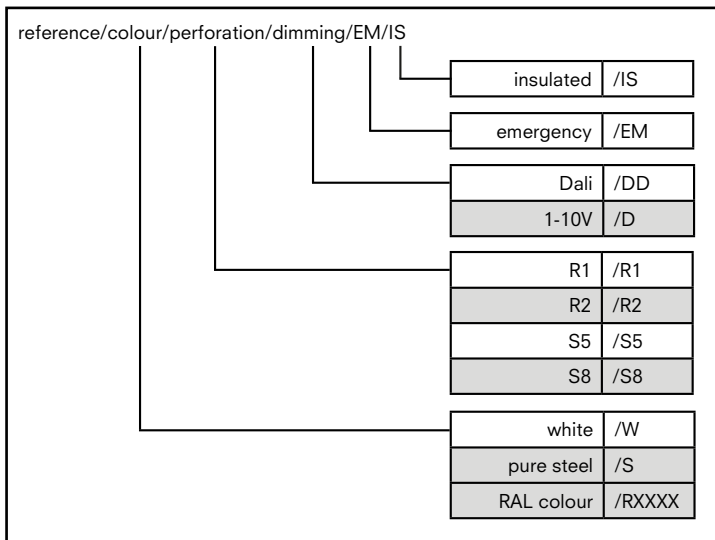 reference/colour/perforation/dimming/EM/IS
insulated /IS
emergency /EM
Dali /DD
1-10V /D
R1 /R1
R2 /R2
S5 /S5
S8 /S8
white /W
pure steel /S
RAL colour /RXXXX